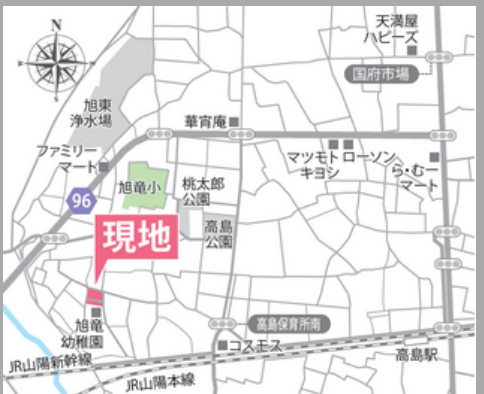 N
天満屋
ハピーズ
国府市場
旭東
浄水場
華宵庵
ファミリー
マート
マツモト
キヨシ
ローソン
ら・むー
マート
旭竜小
桃太郎
公園
96
高島
公園
現地
旭竜
幼稚園
高島保育所南
コスモス
高島駅
JR山陽新幹線
JR山陽本線